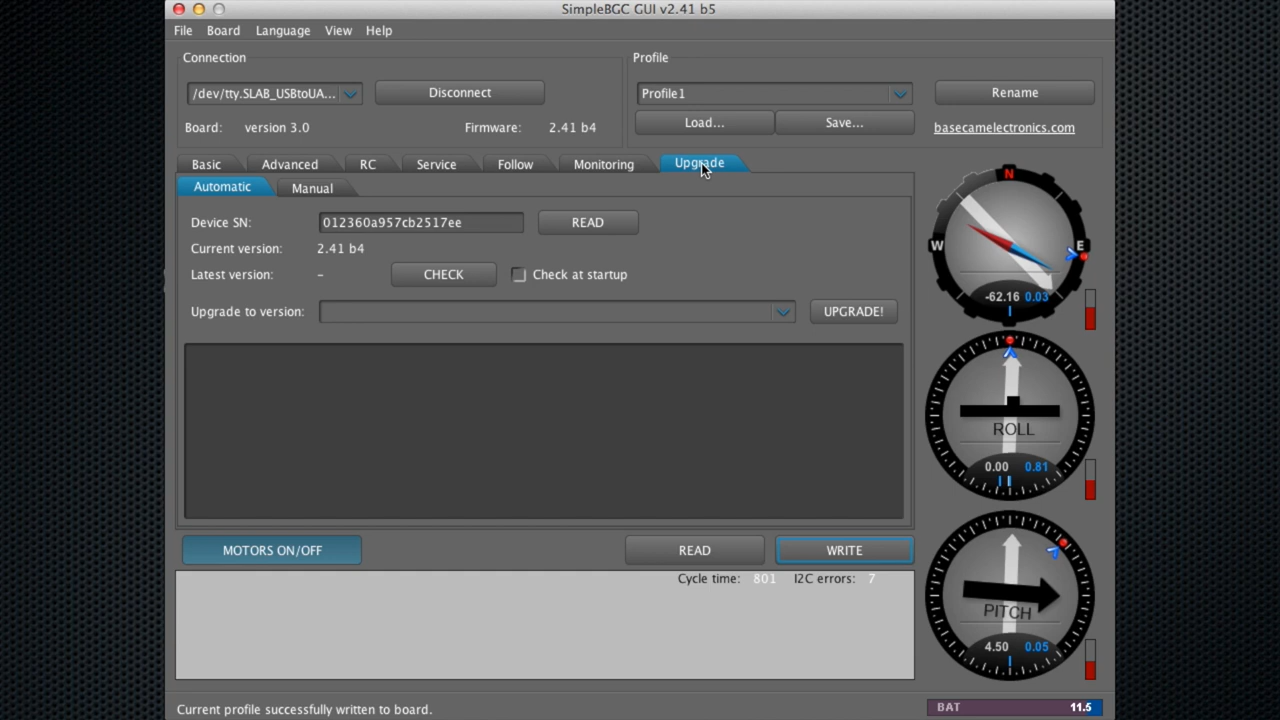 SimpleBGC GUI v2.41 b5
File Board Language View Help
Connection
Profile
/dev/tty.SLAB_USBtoUA... Disconnect
Profile1 Rename
Board: version 3.0 Firmware: 2.41 b4
Load... Save... basecamelectronics.com
Basic Advanced RC Service Follow Monitoring Upgrade
Automatic Manual
Device SN: 012360a957cb2517ee READ
Current version: 2.41 b4
Latest version: – CHECK Check at startup
Upgrade to version: UPGRADE!
N
W E
-62.16 0.03
ROLL
0.00 0.81
PITCH
4.50 0.05
MOTORS ON/OFF READ WRITE
Cycle time: 801 I2C errors: 7
Current profile successfully written to board.
BAT 11.5